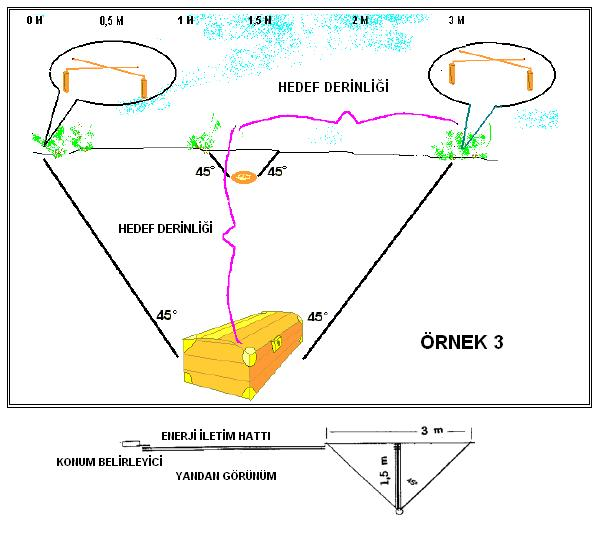 0 H 0,5 M 1 H 1,5 M 2 M 3 M
HEDEF DERİNLİĞİ
45° 45°
HEDEF DERİNLİĞİ
45° 45°
ÖRNEK 3
3 m
ENERJİ İLETİM HATTI
KONUM BELİRLEYİCİ
YANDAN GÖRÜNÜM
1,5 m
45°